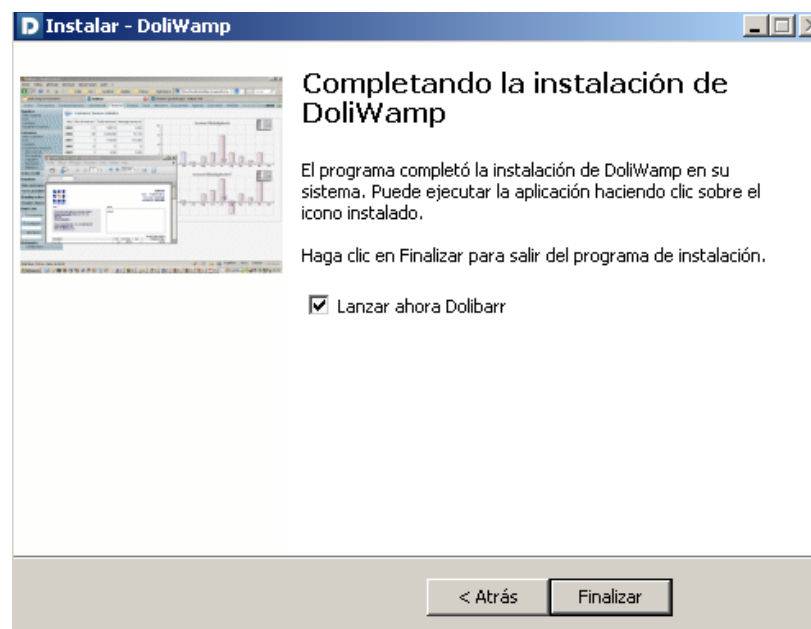 Instalar - DoliWamp
Completando la instalación de
DoliWamp
El programa completó la instalación de DoliWamp en su
sistema. Puede ejecutar la aplicación haciendo clic sobre el
icono instalado.
Haga clic en Finalizar para salir del programa de instalación.
Lanzar ahora Dolibarr
< Atrás
Finalizar